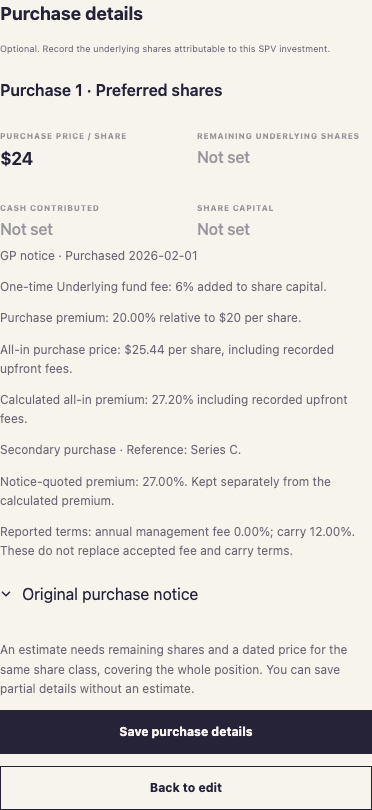 Purchase details
Optional. Record the underlying shares attributable to this SPV investment.
Purchase 1 · Preferred shares
PURCHASE PRICE / SHARE
$24
REMAINING UNDERLYING SHARES
Not set
CASH CONTRIBUTED
Not set
SHARE CAPITAL
Not set
GP notice · Purchased 2026-02-01
One-time Underlying fund fee: 6% added to share capital.
Purchase premium: 20.00% relative to $20 per share.
All-in purchase price: $25.44 per share, including recorded
upfront fees.
Calculated all-in premium: 27.20% including recorded upfront
fees.
Secondary purchase · Reference: Series C.
Notice-quoted premium: 27.00%. Kept separately from the
calculated premium.
Reported terms: annual management fee 0.00%; carry 12.00%.
These do not replace accepted fee and carry terms.
Original purchase notice
An estimate needs remaining shares and a dated price for the
same share class, covering the whole position. You can save
partial details without an estimate.
Save purchase details
Back to edit